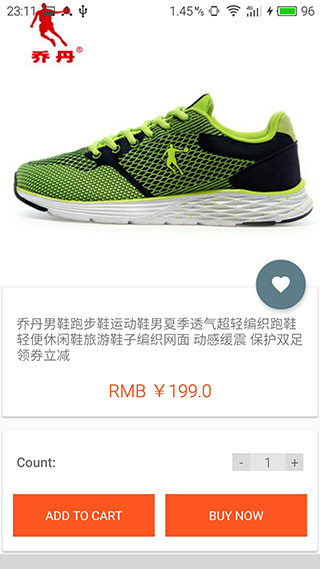 23:11 1.45M/s 4G 96
乔丹®
乔丹男鞋跑步鞋运动鞋男夏季透气超轻编织跑鞋
轻便休闲鞋旅游鞋子编织网面 动感缓震 保护双足
领券立减
RMB ￥199.0
Count: - 1 +
ADD TO CART BUY NOW